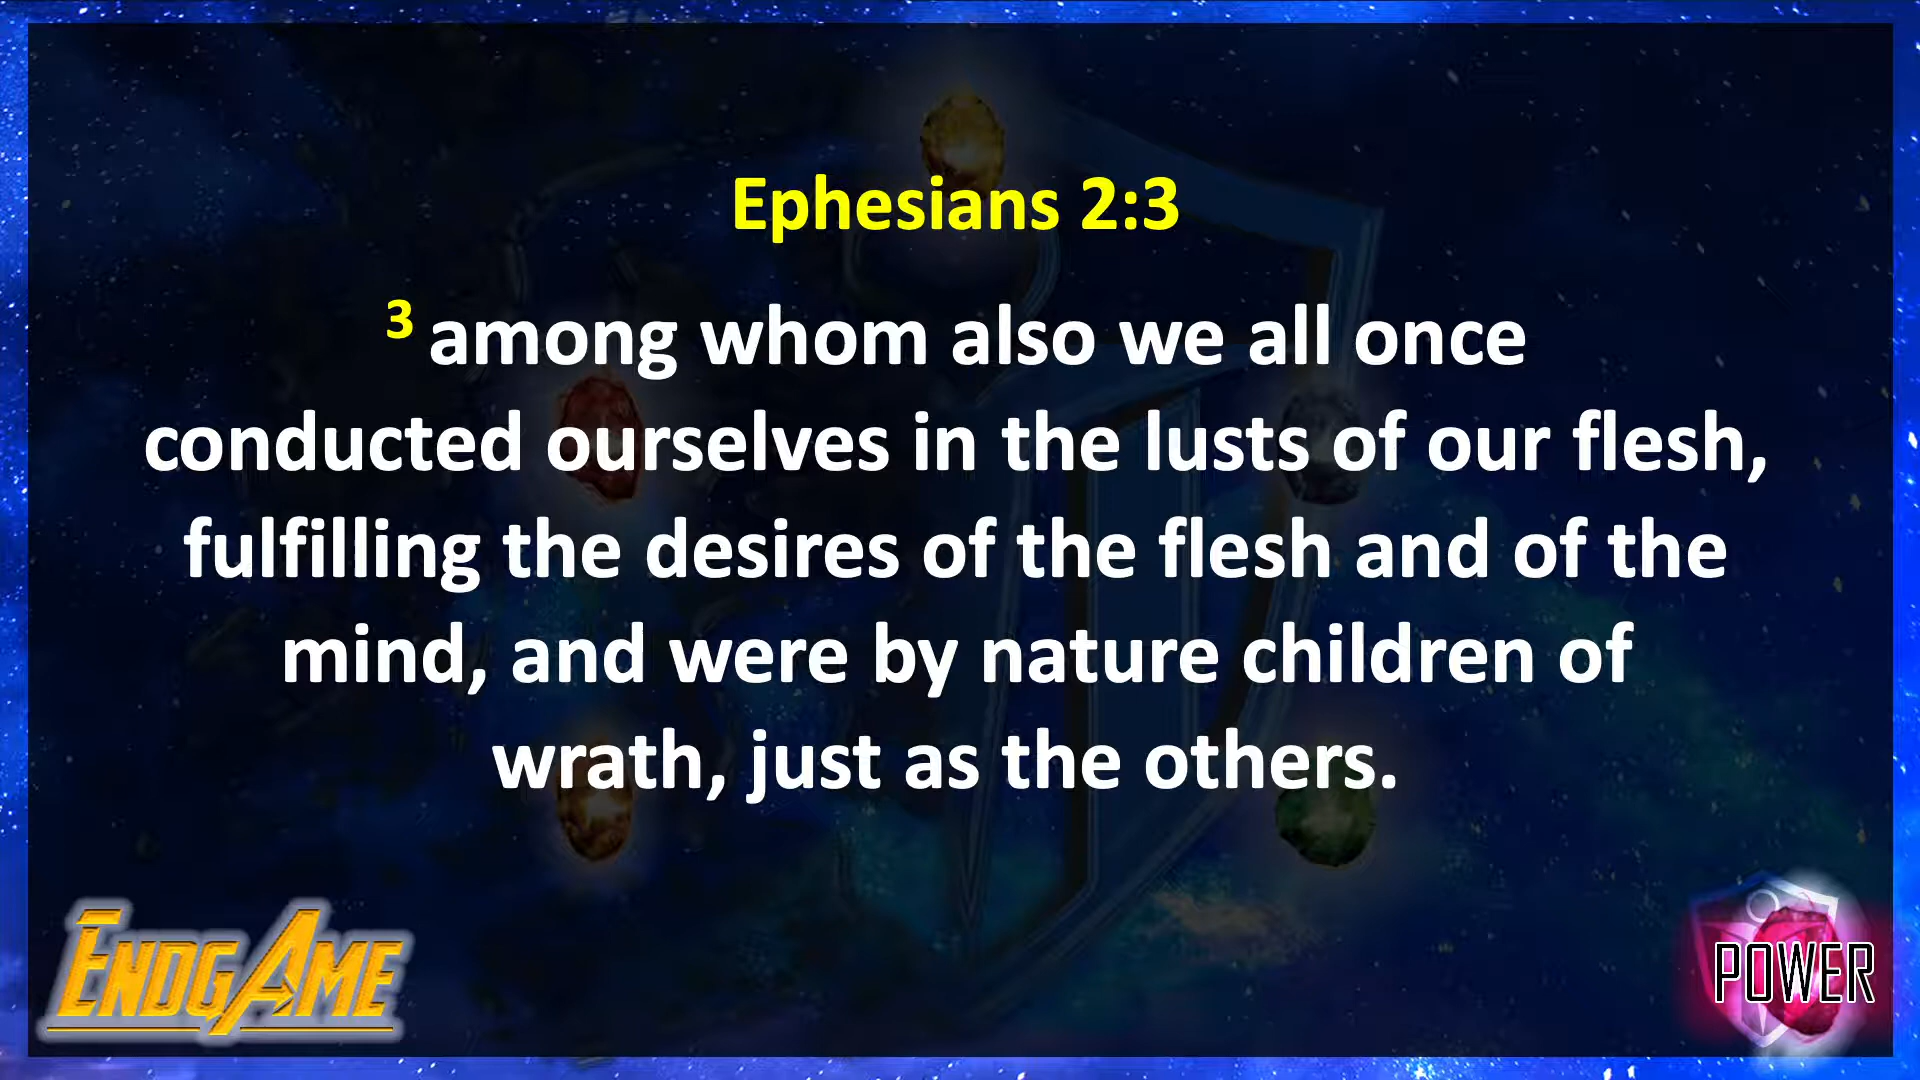 Ephesians 2:3
3 among whom also we all once
conducted ourselves in the lusts of our flesh,
fulfilling the desires of the flesh and of the
mind, and were by nature children of
wrath, just as the others.
ENDGAME
POWER